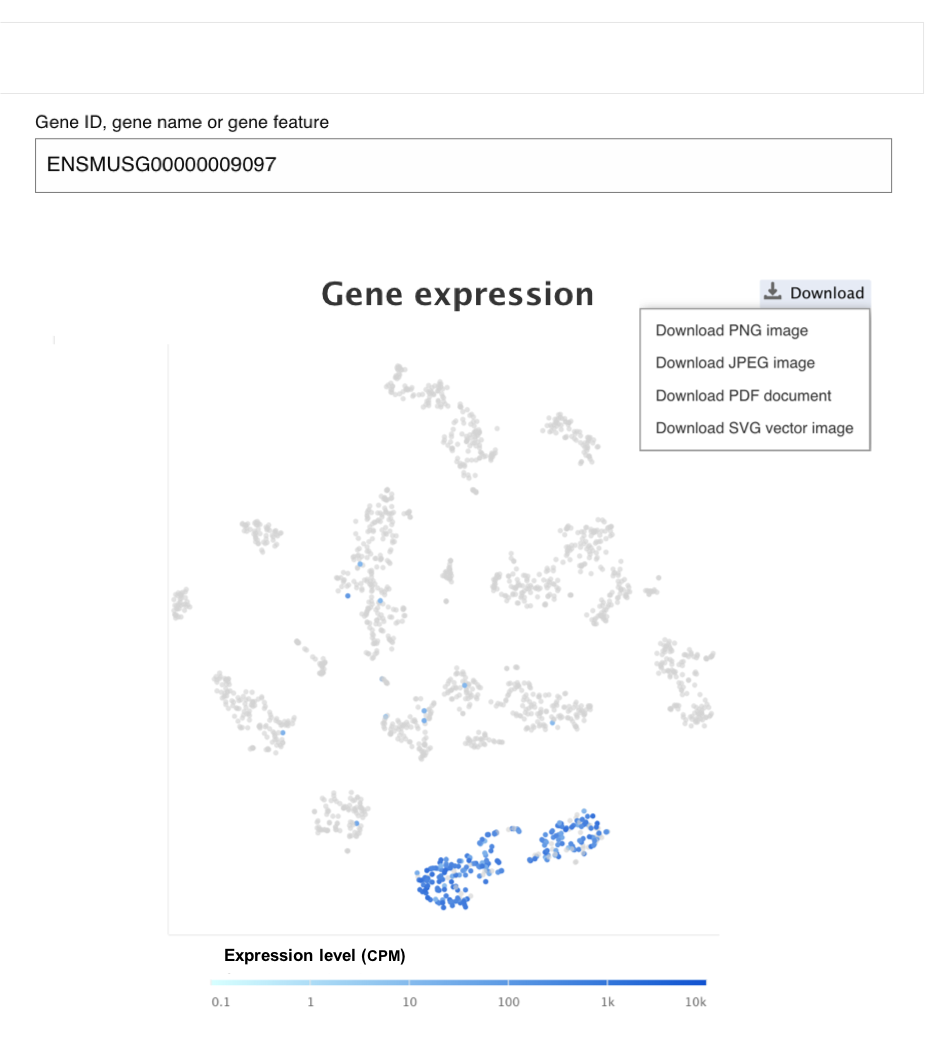 Gene ID, gene name or gene feature
ENSMUSG00000009097
Gene expression
Download
Download PNG image
Download JPEG image
Download PDF document
Download SVG vector image
Expression level (CPM)
0.1 1 10 100 1k 10k